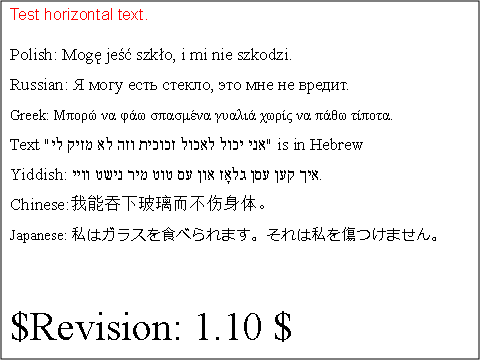 Test horizontal text.
Polish: Mogę jeść szkło, i mi nie szkodzi.
Russian: Я могу есть стекло, это мне не вредит.
Greek: Μπορώ να φάω σπασμένα γυαλιά χωρίς να πάθω τίποτα.
Text "אני יכול לאכול זכוכית וזה לא מזיק לי" is in Hebrew
Yiddish: איך קען עסן גלאָז און עס טוט מיר נישט וויי.
Chinese:我能吞下玻璃而不伤身体。
Japanese: 私はガラスを食べられます。それは私を傷つけません。
$Revision: 1.10 $